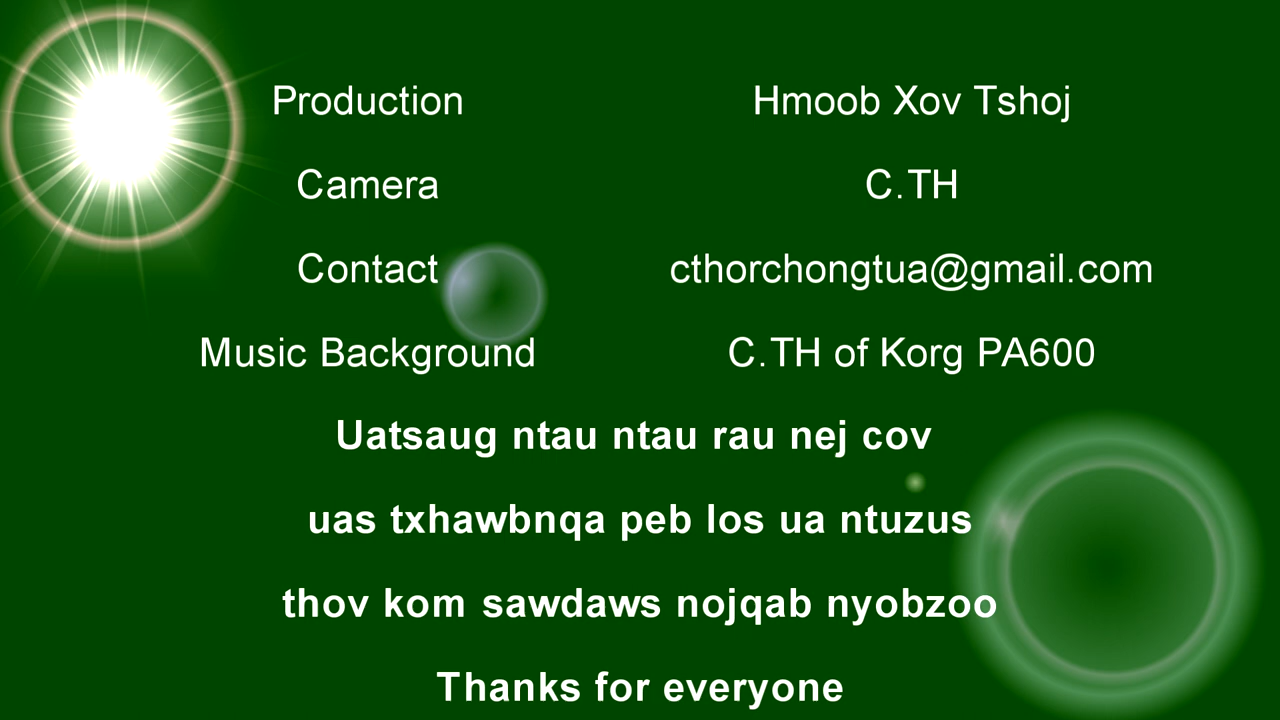 Production Hmoob Xov Tshoj
Camera C.TH
Contact cthorchongtua@gmail.com
Music Background C.TH of Korg PA600
Uatsaug ntau ntau rau nej cov
uas txhawbnqa peb los ua ntuzus
thov kom sawdaws nojqab nyobzoo
Thanks for everyone